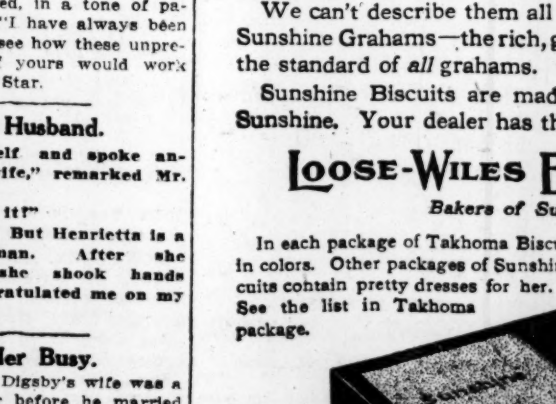 ed, in a tone of pa-
"I have always been
see how these unpre-
yours would work
Star.
Husband.
elf and spoke an-
ife," remarked Mr.
it?"
But Henrietta is a
man. After she
she shook hands
ratulated me on my
Her Busy.
Digsby's wife was a
before he married
We can't describe them all
Sunshine Grahams—the rich, g
the standard of all grahams.
Sunshine Biscuits are mad
Sunshine. Your dealer has th
LOOSE-WILES B
Bakers of Su
In each package of Takhoma Bisc
in colors. Other packages of Sunshi
cuits contain pretty dresses for her.
See the list in Takhoma
package.
Sunshine